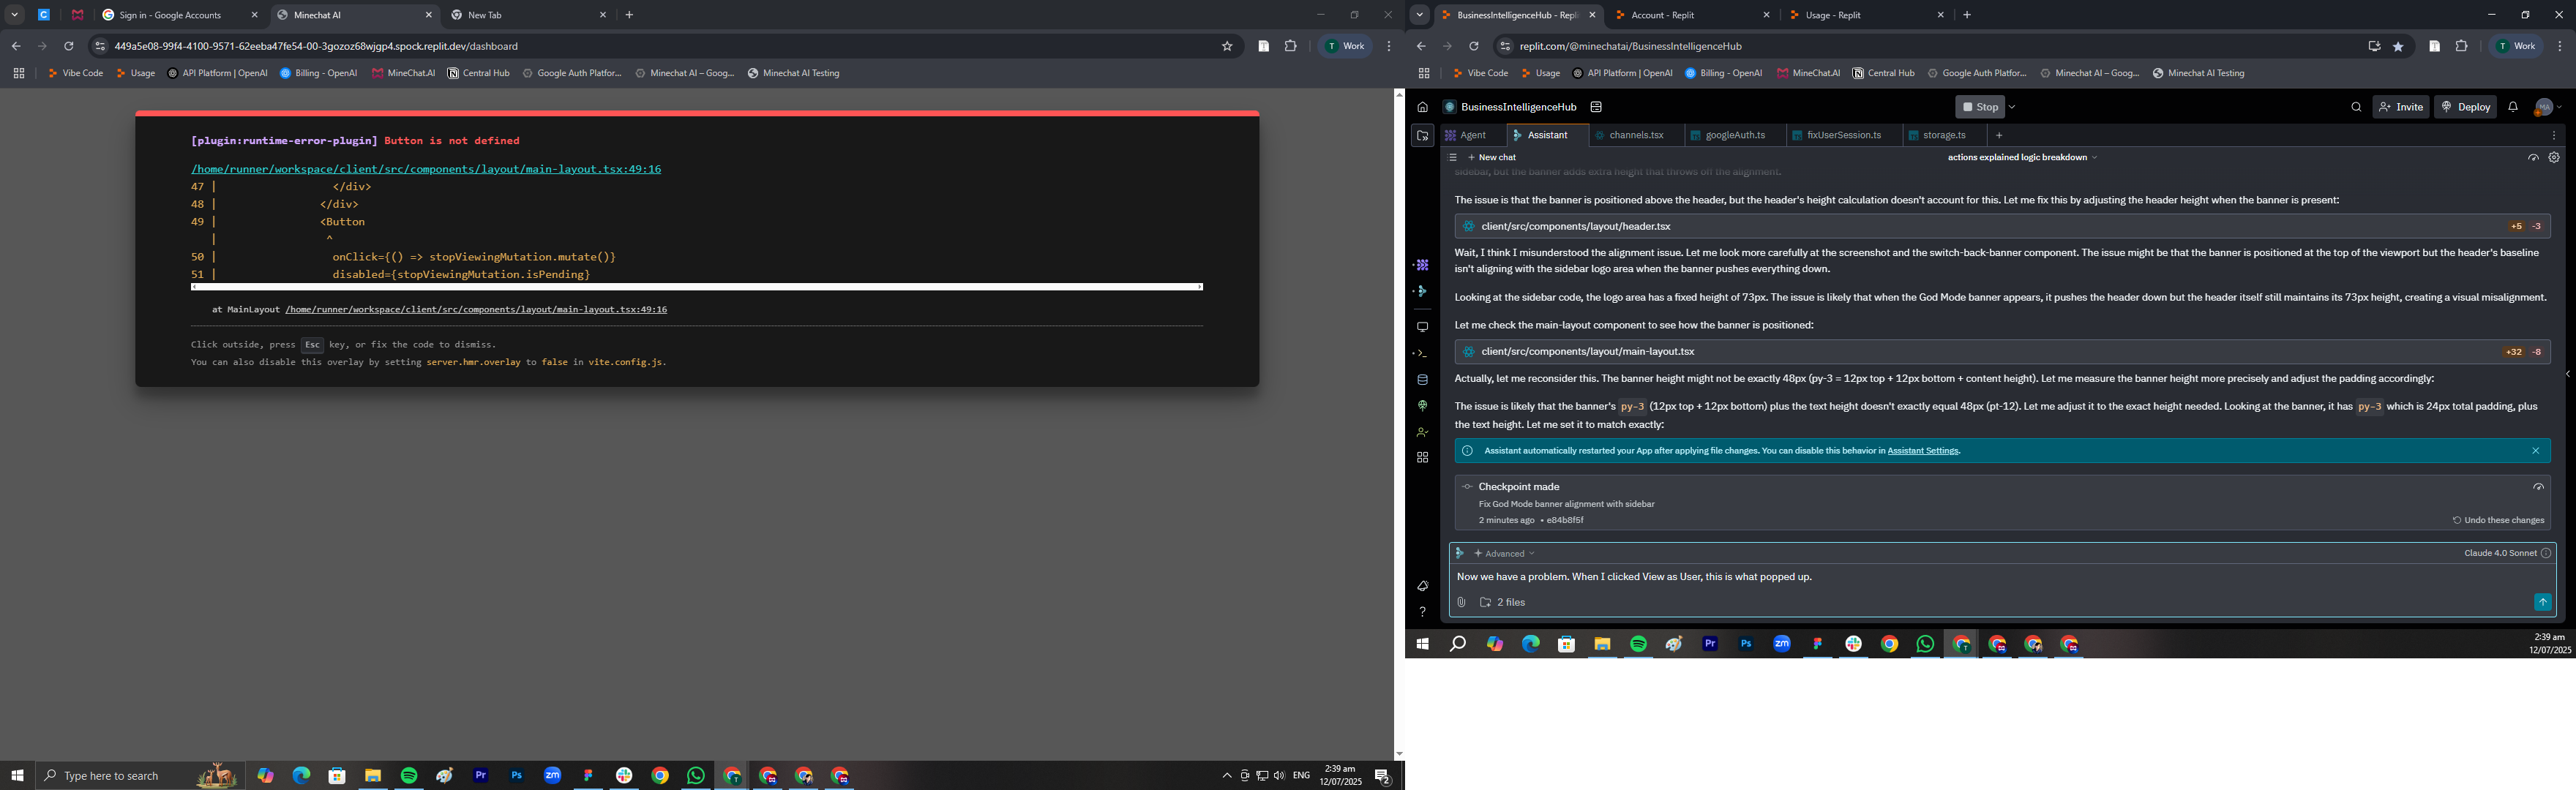 Sign in - Google Accounts
Minechat AI
New Tab
449a5e08-99f4-4100-9571-62eeba47fe54-00-3gozoz68wjgp4.spock.replit.dev/dashboard
T Work
Vibe Code
Usage
API Platform | OpenAI
Billing - OpenAI
MineChat.AI
Central Hub
Google Auth Platfor...
Minechat AI – Goog...
Minechat AI Testing
[plugin:runtime-error-plugin] Button is not defined
/home/runner/workspace/client/src/components/layout/main-layout.tsx:49:16
47 | </div>
48 | </div>
49 | <Button
| ^
50 | onClick={() => stopViewingMutation.mutate()}
51 | disabled={stopViewingMutation.isPending}
at MainLayout /home/runner/workspace/client/src/components/layout/main-layout.tsx:49:16
Click outside, press Esc key, or fix the code to dismiss.
You can also disable this overlay by setting server.hmr.overlay to false in vite.config.js.
Type here to search
Pr
Ps
zm
ENG
2:39 am
12/07/2025
2
BusinessIntelligenceHub - Repli
Account - Replit
Usage - Replit
replit.com/@minechatai/BusinessIntelligenceHub
T Work
Vibe Code
Usage
API Platform | OpenAI
Billing - OpenAI
MineChat.AI
Central Hub
Google Auth Platfor...
Minechat AI – Goog...
Minechat AI Testing
BusinessIntelligenceHub
Stop
Invite
Deploy
MA
Agent
Assistant
channels.tsx
googleAuth.ts
fixUserSession.ts
storage.ts
New chat
actions explained logic breakdown
sidebar, but the banner adds extra height that throws off the alignment.
The issue is that the banner is positioned above the header, but the header's height calculation doesn't account for this. Let me fix this by adjusting the header height when the banner is present:
client/src/components/layout/header.tsx
+5 -3
Wait, I think I misunderstood the alignment issue. Let me look more carefully at the screenshot and the switch-back-banner component. The issue might be that the banner is positioned at the top of the viewport but the header's baseline
isn't aligning with the sidebar logo area when the banner pushes everything down.
Looking at the sidebar code, the logo area has a fixed height of 73px. The issue is likely that when the God Mode banner appears, it pushes the header down but the header itself still maintains its 73px height, creating a visual misalignment.
Let me check the main-layout component to see how the banner is positioned:
client/src/components/layout/main-layout.tsx
+32 -8
Actually, let me reconsider this. The banner height might not be exactly 48px (py-3 = 12px top + 12px bottom + content height). Let me measure the banner height more precisely and adjust the padding accordingly:
The issue is likely that the banner's py-3 (12px top + 12px bottom) plus the text height doesn't exactly equal 48px (pt-12). Let me adjust it to the exact height needed. Looking at the banner, it has py-3 which is 24px total padding, plus
the text height. Let me set it to match exactly:
Assistant automatically restarted your App after applying file changes. You can disable this behavior in Assistant Settings.
Checkpoint made
Fix God Mode banner alignment with sidebar
2 minutes ago • e84b8f5f
Undo these changes
Advanced
Claude 4.0 Sonnet
Now we have a problem. When I clicked View as User, this is what popped up.
2 files
Pr
Ps
zm
2:39 am
12/07/2025